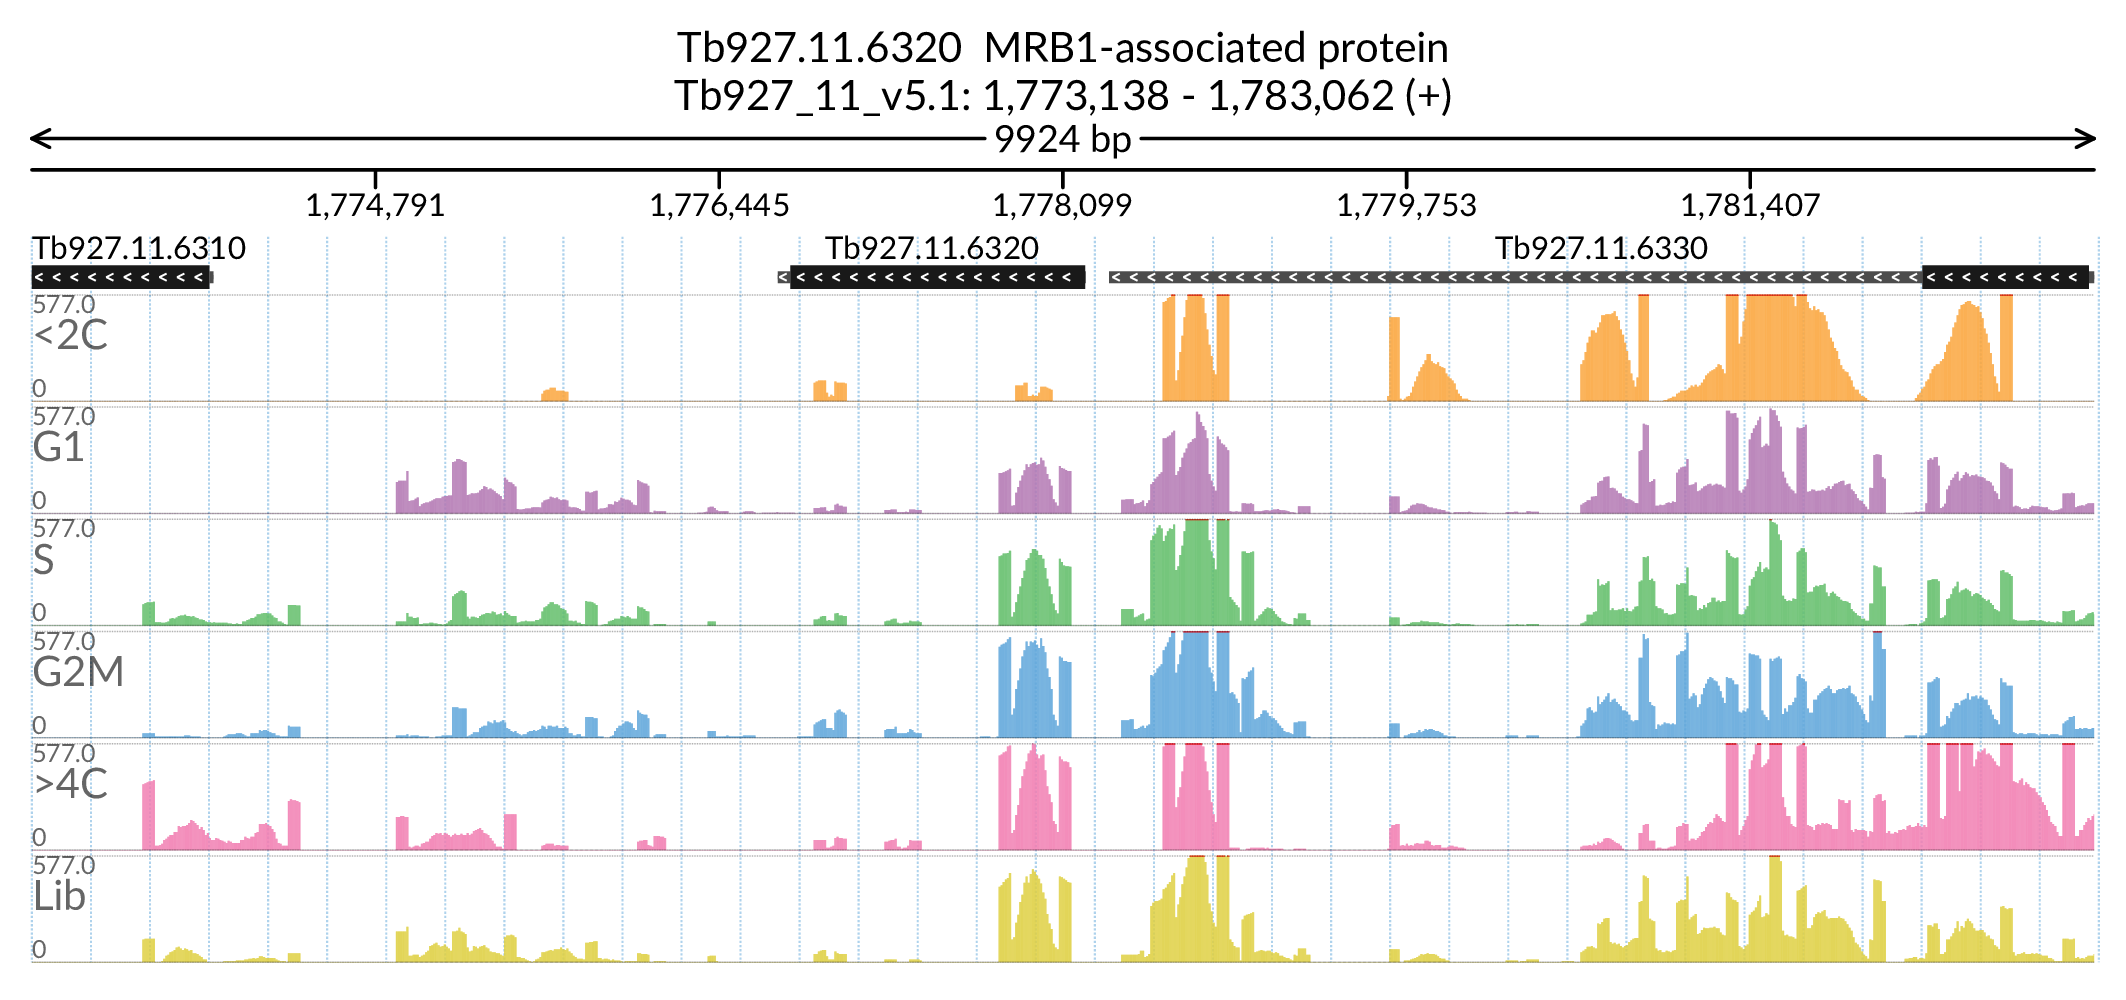 Tb927.11.6320 MRB1-associated protein
Tb927_11_v5.1: 1,773,138 - 1,783,062 (+)
9924 bp
1,774,791 1,776,445 1,778,099 1,779,753 1,781,407
Tb927.11.6310 Tb927.11.6320 Tb927.11.6330
577.0
<2C
0
577.0
G1
0
577.0
S
0
577.0
G2M
0
577.0
>4C
0
577.0
Lib
0